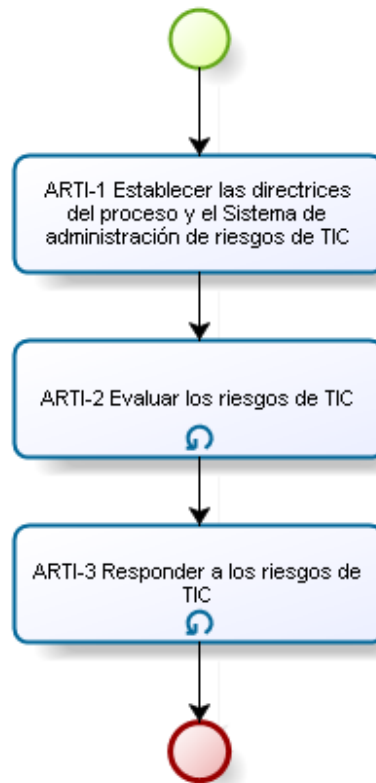 ARTI-1 Establecer las directrices
del proceso y el Sistema de
administración de riesgos de TIC
ARTI-2 Evaluar los riesgos de TIC
ARTI-3 Responder a los riesgos de
TIC